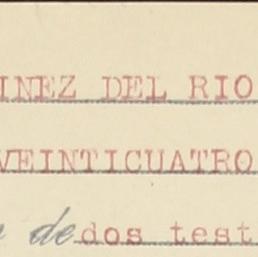 INEZ DEL RIO
VEINTICUATRO
de dos test